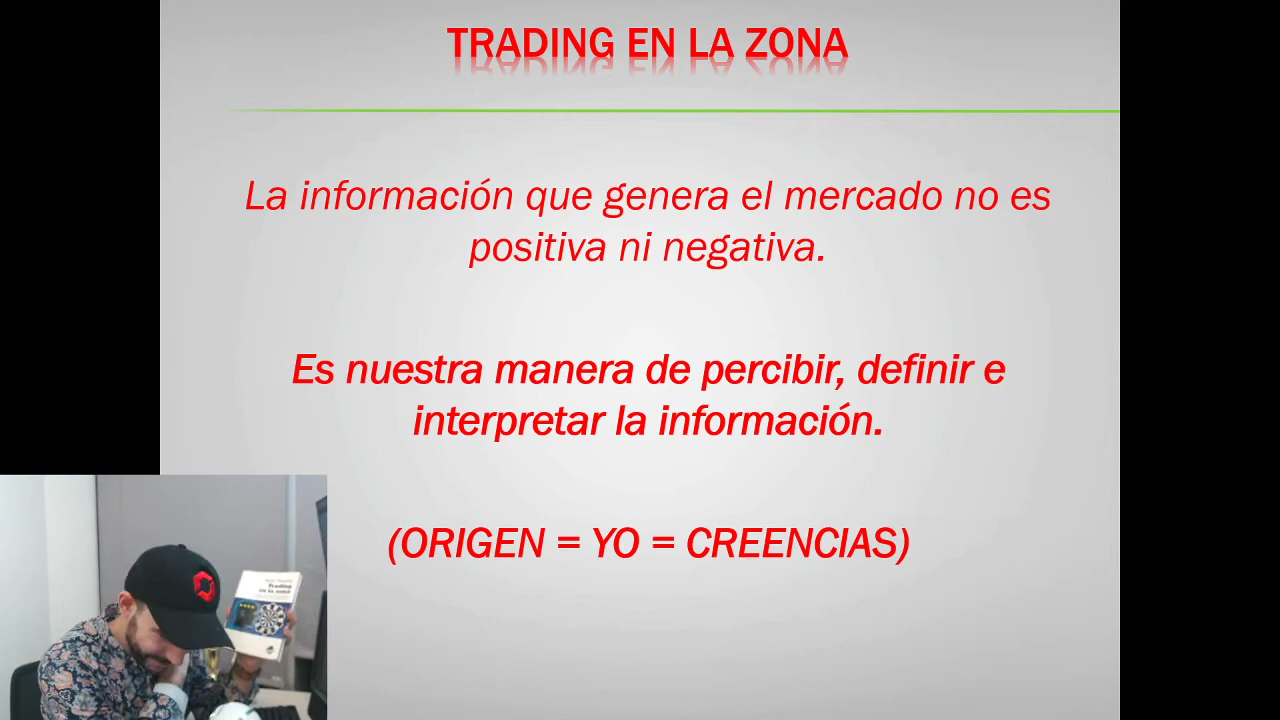 TRADING EN LA ZONA
La información que genera el mercado no es
positiva ni negativa.
Es nuestra manera de percibir, definir e
interpretar la información.
(ORIGEN = YO = CREENCIAS)
Trading
en la zona